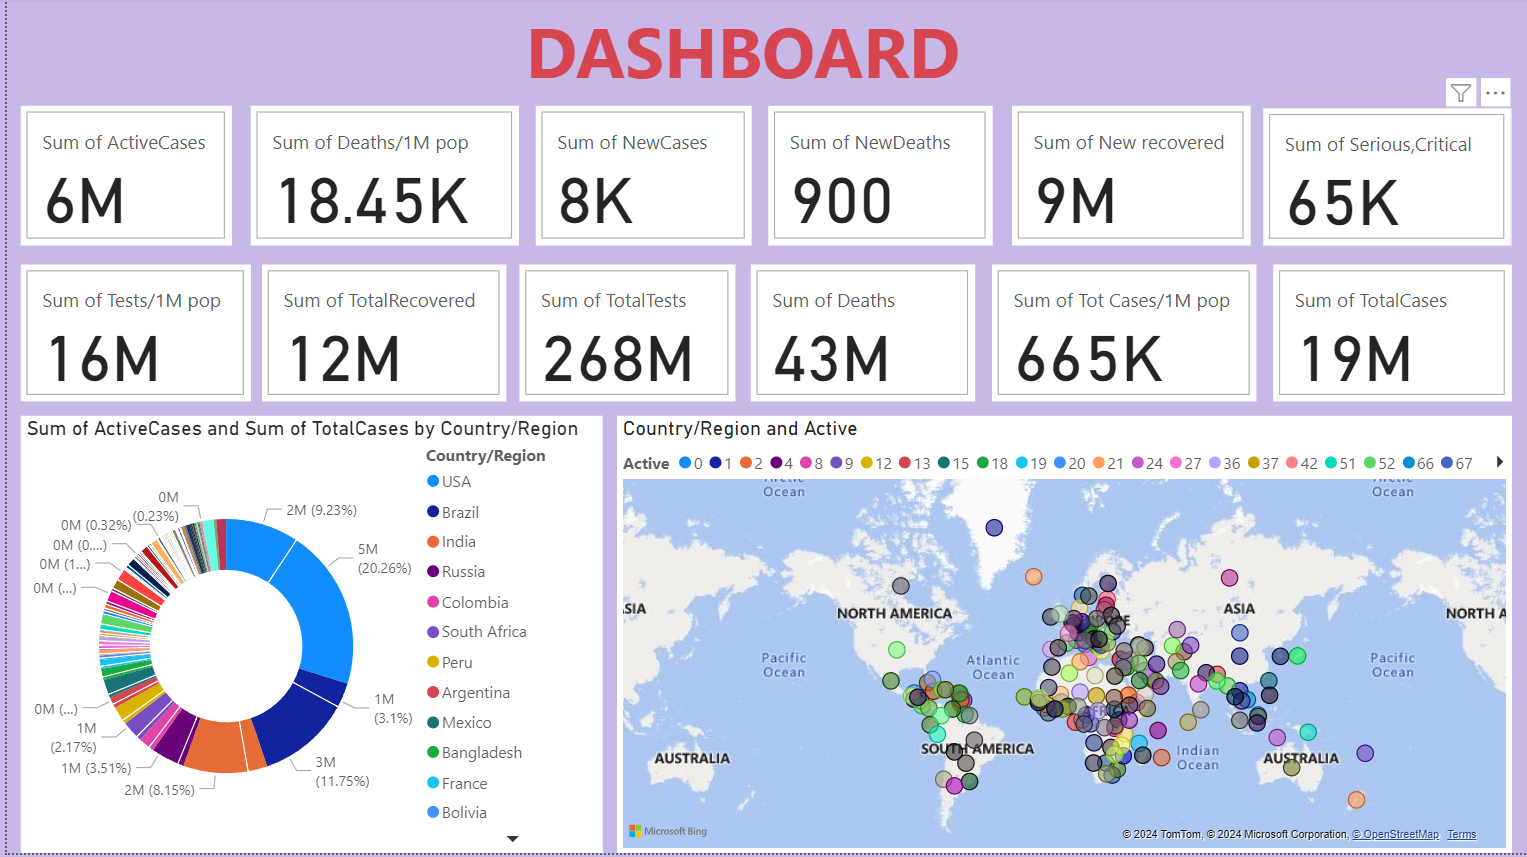 DASHBOARD
Sum of ActiveCases
6M
Sum of Deaths/1M pop
18.45K
Sum of NewCases
8K
Sum of NewDeaths
900
Sum of New recovered
9M
Sum of Serious,Critical
65K
Sum of Tests/1M pop
16M
Sum of TotalRecovered
12M
Sum of TotalTests
268M
Sum of Deaths
43M
Sum of Tot Cases/1M pop
665K
Sum of TotalCases
19M
Sum of ActiveCases and Sum of TotalCases by Country/Region
2M (9.23%)
5M
(20.26%)
1M
(3.1%)
3M
(11.75%)
2M (8.15%)
1M (3.51%)
1M
(2.17%)
0M (...)
0M (...)
0M (1...)
0M (0....)
0M (0.32%)
0M
(0.23%)
Country/Region
USA
Brazil
India
Russia
Colombia
South Africa
Peru
Argentina
Mexico
Bangladesh
France
Bolivia
Country/Region and Active
Active 0 1 2 4 8 9 12 13 15 18 19 20 21 24 27 36 37 42 51 52 66 67
Arctic
Ocean
Arctic
Ocean
SIA
NORTH AMERICA
ASIA
NORTH A
Pacific
Ocean
Atlantic
Ocean
Pacific
Ocean
SOUTH AMERICA
Indian
Ocean
AUSTRALIA
AUSTRALIA
Microsoft Bing
© 2024 TomTom, © 2024 Microsoft Corporation, © OpenStreetMap Terms